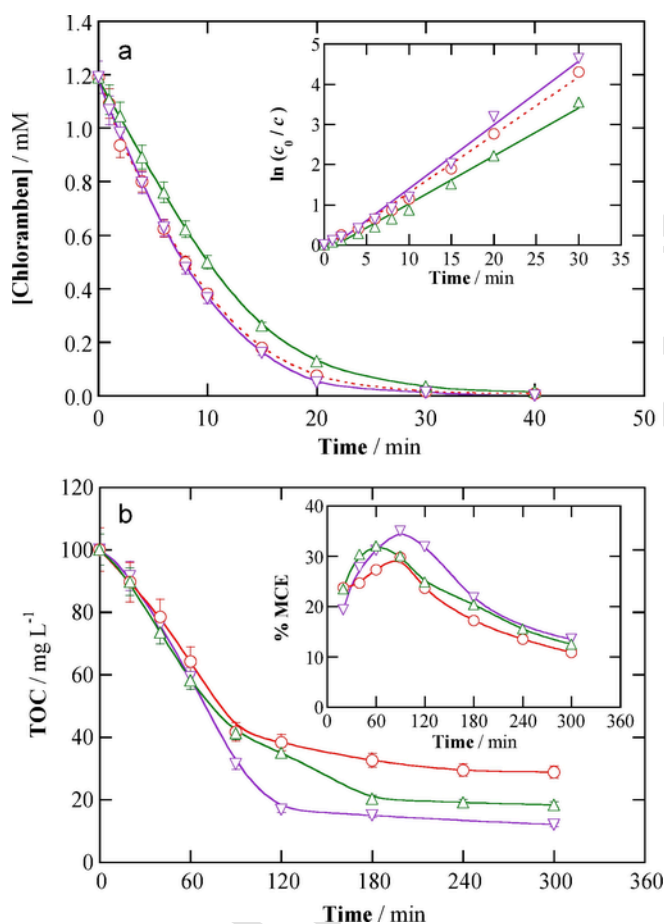 a
[Chloramben] / mM
1.4
1.2
1.0
0.8
0.6
0.4
0.2
0.0
0 10 20 30 40 50
Time / min
ln (c0 / c)
5
4
3
2
1
0
0 5 10 15 20 25 30 35
Time / min
b
TOC / mg L-1
120
100
80
60
40
20
0
0 60 120 180 240 300 360
Time / min
% MCE
40
30
20
10
0
0 60 120 180 240 300 360
Time / min